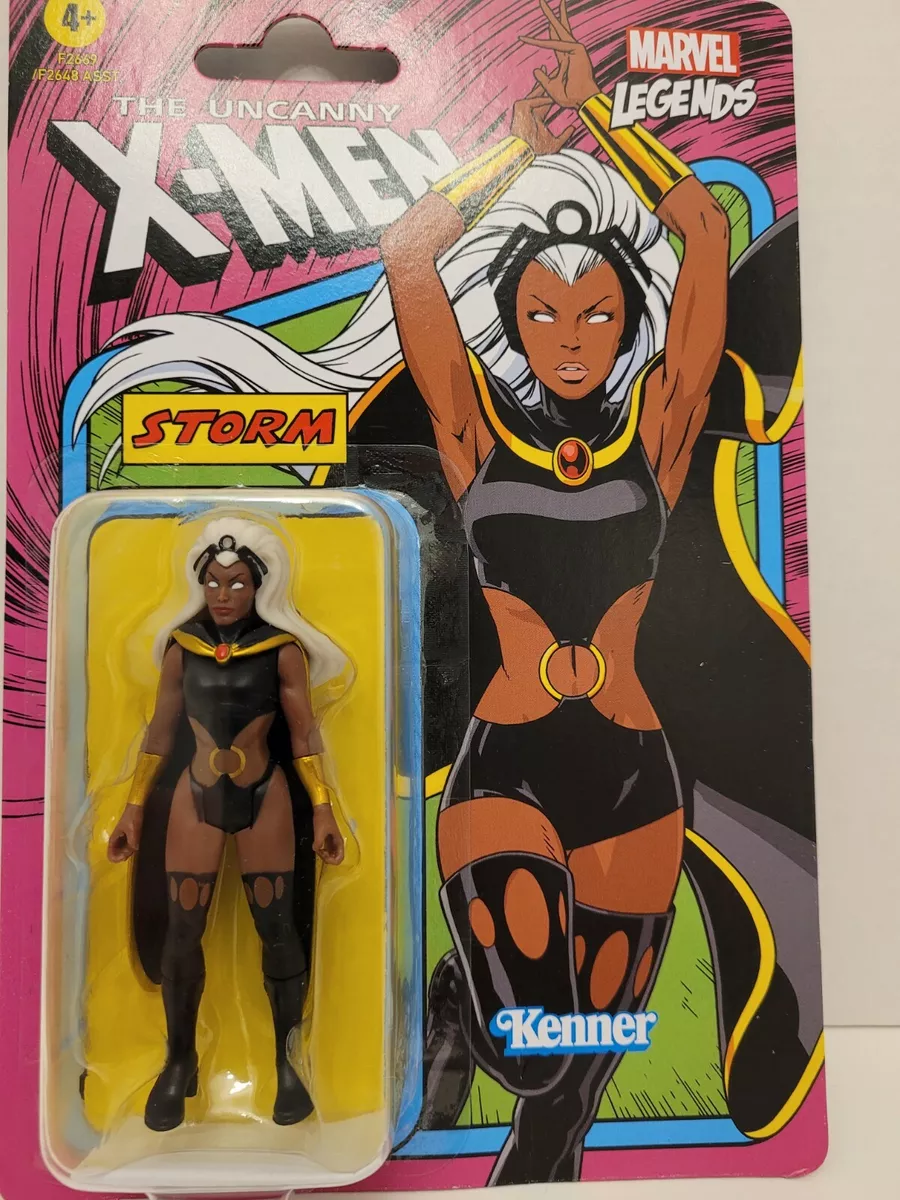 4+
F2669
/F2648 ASST
MARVEL
LEGENDS
THE UNCANNY
X-MEN
STORM
Kenner